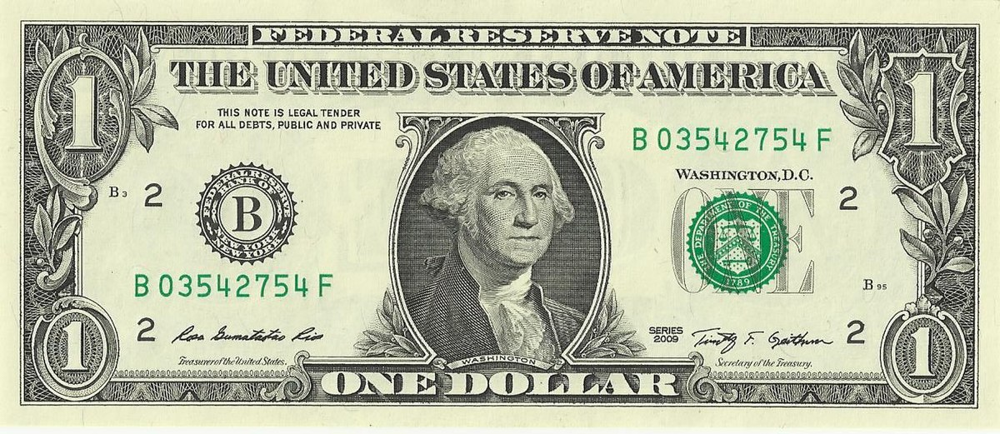 FEDERAL RESERVE NOTE
THE UNITED STATES OF AMERICA
1
1
THIS NOTE IS LEGAL TENDER
FOR ALL DEBTS, PUBLIC AND PRIVATE
B 03542754 F
WASHINGTON, D.C.
B3
2
2
FEDERAL RESERVE
BANK OF
B
NEW YORK
NEW YORK
ONE
THE DEPARTMENT OF THE TREASURY
1789
B 03542754 F
B 95
2
Rosa Gumataotao Rios
SERIES
2009
Timothy F. Geithner
2
Treasurer of the United States.
WASHINGTON
Secretary of the Treasury.
1
ONE DOLLAR
1